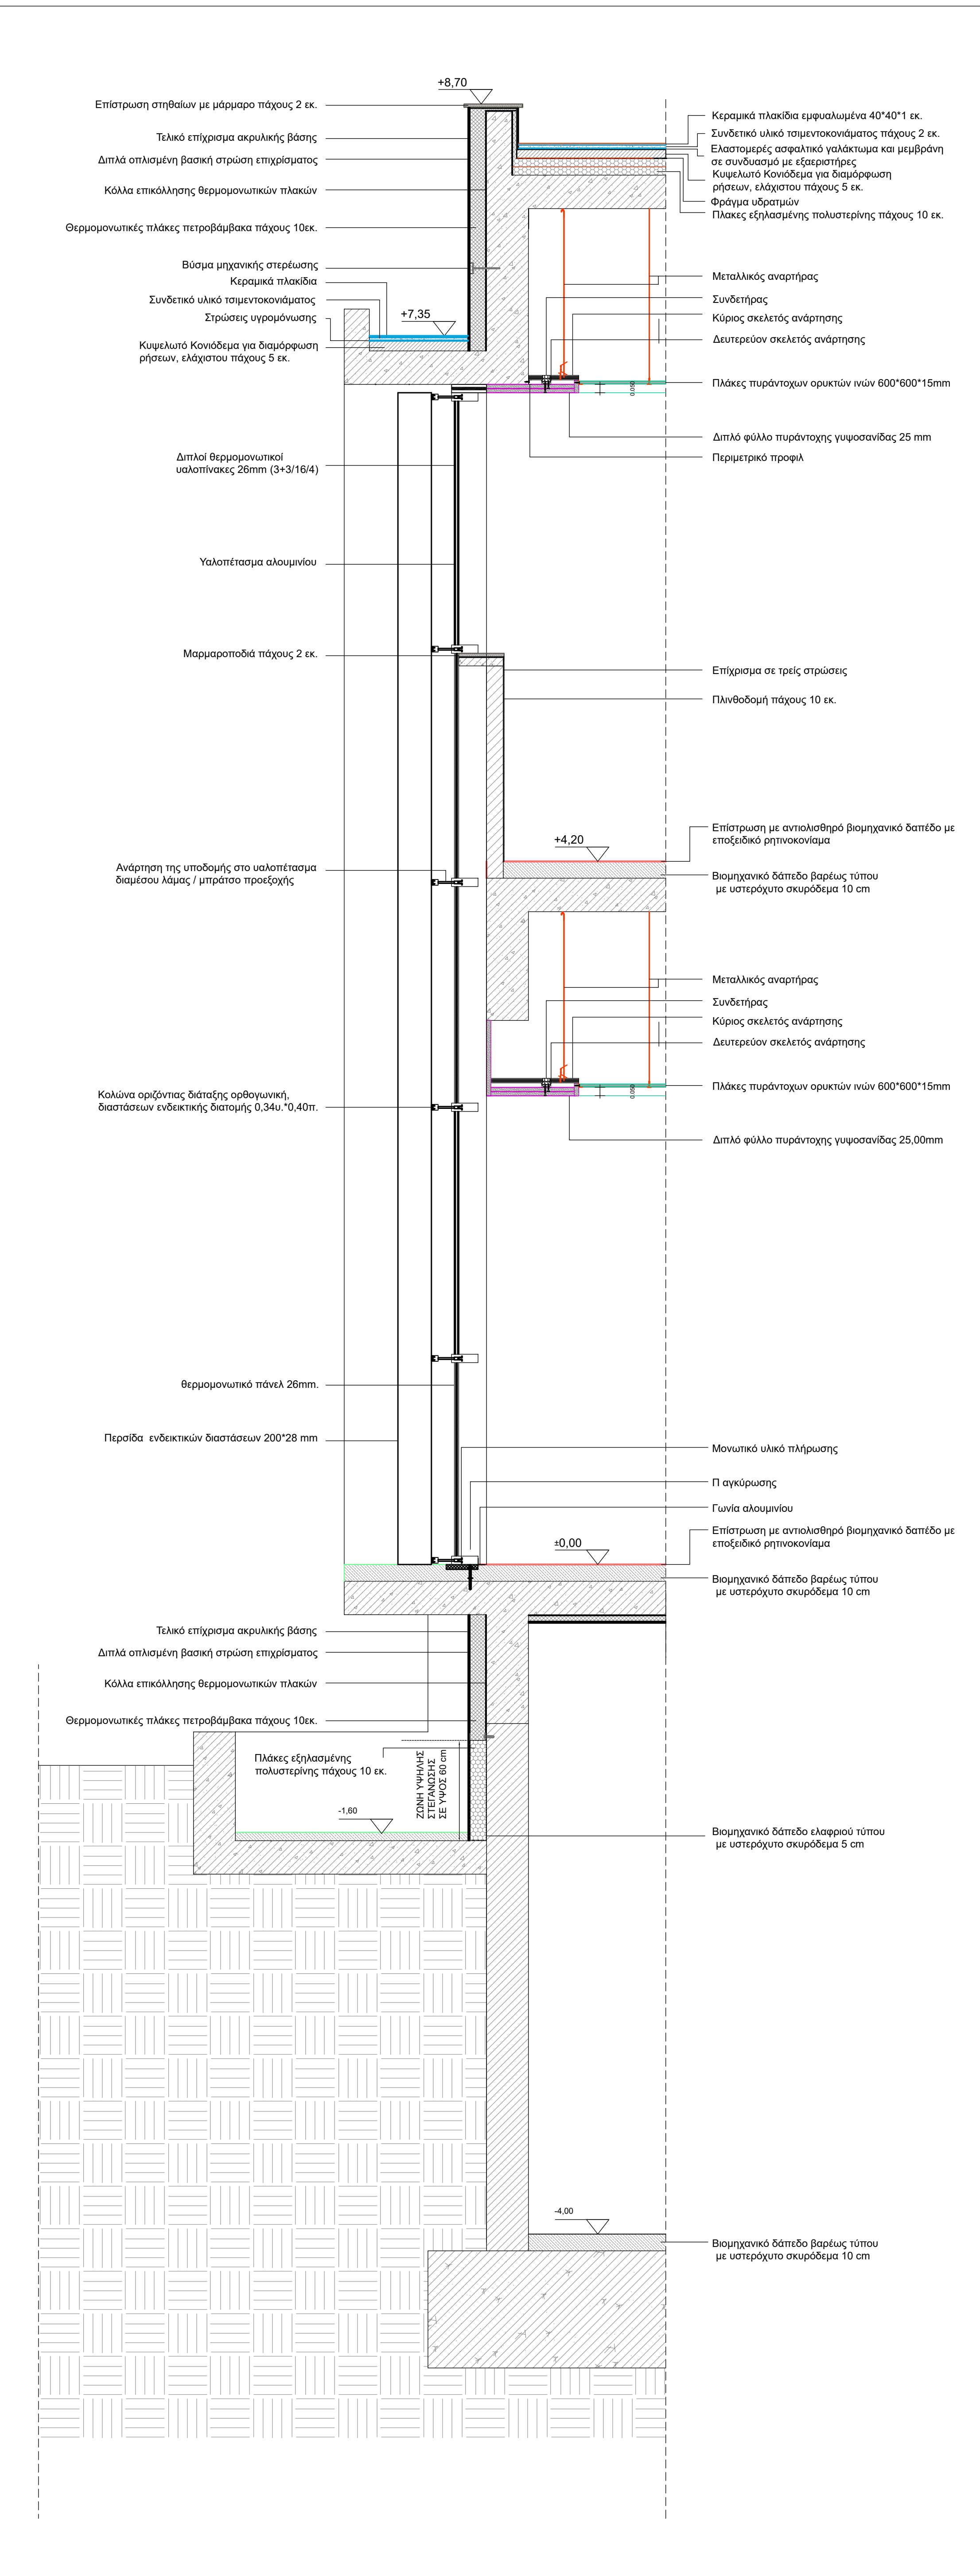 +8,70
Επίστρωση στηθαίων με μάρμαρο πάχους 2 εκ.
Τελικό επίχρισμα ακρυλικής βάσης
Διπλά οπλισμένη βασική στρώση επιχρίσματος
Κόλλα επικόλλησης θερμομονωτικών πλακών
Θερμομονωτικές πλάκες πετροβάμβακα πάχους 10εκ.
Βύσμα μηχανικής στερέωσης
Κεραμικά πλακίδια
Συνδετικό υλικό τσιμεντοκονιάματος
Στρώσεις υγρομόνωσης
Κυψελωτό Κονιόδεμα για διαμόρφωση
ρήσεων, ελάχιστου πάχους 5 εκ.
+7,35
Κεραμικά πλακίδια εμφυαλωμένα 40*40*1 εκ.
Συνδετικό υλικό τσιμεντοκονιάματος πάχους 2 εκ.
Ελαστομερές ασφαλτικό γαλάκτωμα και μεμβράνη
σε συνδυασμό με εξαεριστήρες
Κυψελωτό Κονιόδεμα για διαμόρφωση
ρήσεων, ελάχιστου πάχους 5 εκ.
Φράγμα υδρατμών
Πλακες εξηλασμένης πολυστερίνης πάχους 10 εκ.
Μεταλλικός αναρτήρας
Συνδετήρας
Κύριος σκελετός ανάρτησης
Δευτερεύον σκελετός ανάρτησης
Πλάκες πυράντοχων ορυκτών ινών 600*600*15mm
0.050
Διπλό φύλλο πυράντοχης γυψοσανίδας 25 mm
Περιμετρικό προφιλ
Διπλοί θερμομονωτικοί
υαλοπίνακες 26mm (3+3/16/4)
Υαλοπέτασμα αλουμινίου
Μαρμαροποδιά πάχους 2 εκ.
Επίχρισμα σε τρείς στρώσεις
Πλινθοδομή πάχους 10 εκ.
+4,20
Επίστρωση με αντιολισθηρό βιομηχανικό δαπέδο με
εποξειδικό ρητινοκονίαμα
Βιομηχανικό δάπεδο βαρέως τύπου
με υστερόχυτο σκυρόδεμα 10 cm
Ανάρτηση της υποδομής στο υαλοπέτασμα
διαμέσου λάμας / μπράτσο προεξοχής
Μεταλλικός αναρτήρας
Συνδετήρας
Κύριος σκελετός ανάρτησης
Δευτερεύον σκελετός ανάρτησης
Πλάκες πυράντοχων ορυκτών ινών 600*600*15mm
0.050
Διπλό φύλλο πυράντοχης γυψοσανίδας 25,00mm
Κολώνα οριζόντιας διάταξης ορθογωνική,
διαστάσεων ενδεικτικής διατομής 0,34υ.*0,40π.
θερμομονωτικό πάνελ 26mm.
Περσίδα ενδεικτικών διαστάσεων 200*28 mm
Μονωτικό υλικό πλήρωσης
Π αγκύρωσης
Γωνία αλουμινίου
±0,00
Επίστρωση με αντιολισθηρό βιομηχανικό δαπέδο με
εποξειδικό ρητινοκονίαμα
Βιομηχανικό δάπεδο βαρέως τύπου
με υστερόχυτο σκυρόδεμα 10 cm
Τελικό επίχρισμα ακρυλικής βάσης
Διπλά οπλισμένη βασική στρώση επιχρίσματος
Κόλλα επικόλλησης θερμομονωτικών πλακών
Θερμομονωτικές πλάκες πετροβάμβακα πάχους 10εκ.
Πλάκες εξηλασμένης
πολυστερίνης πάχους 10 εκ.
ΖΩΝΗ ΥΨΗΛΗΣ
ΣΤΕΓΑΝΩΣΗΣ
ΣΕ ΥΨΟΣ 60 cm
-1,60
Βιομηχανικό δάπεδο ελαφριού τύπου
με υστερόχυτο σκυρόδεμα 5 cm
-4,00
Βιομηχανικό δάπεδο βαρέως τύπου
με υστερόχυτο σκυρόδεμα 10 cm